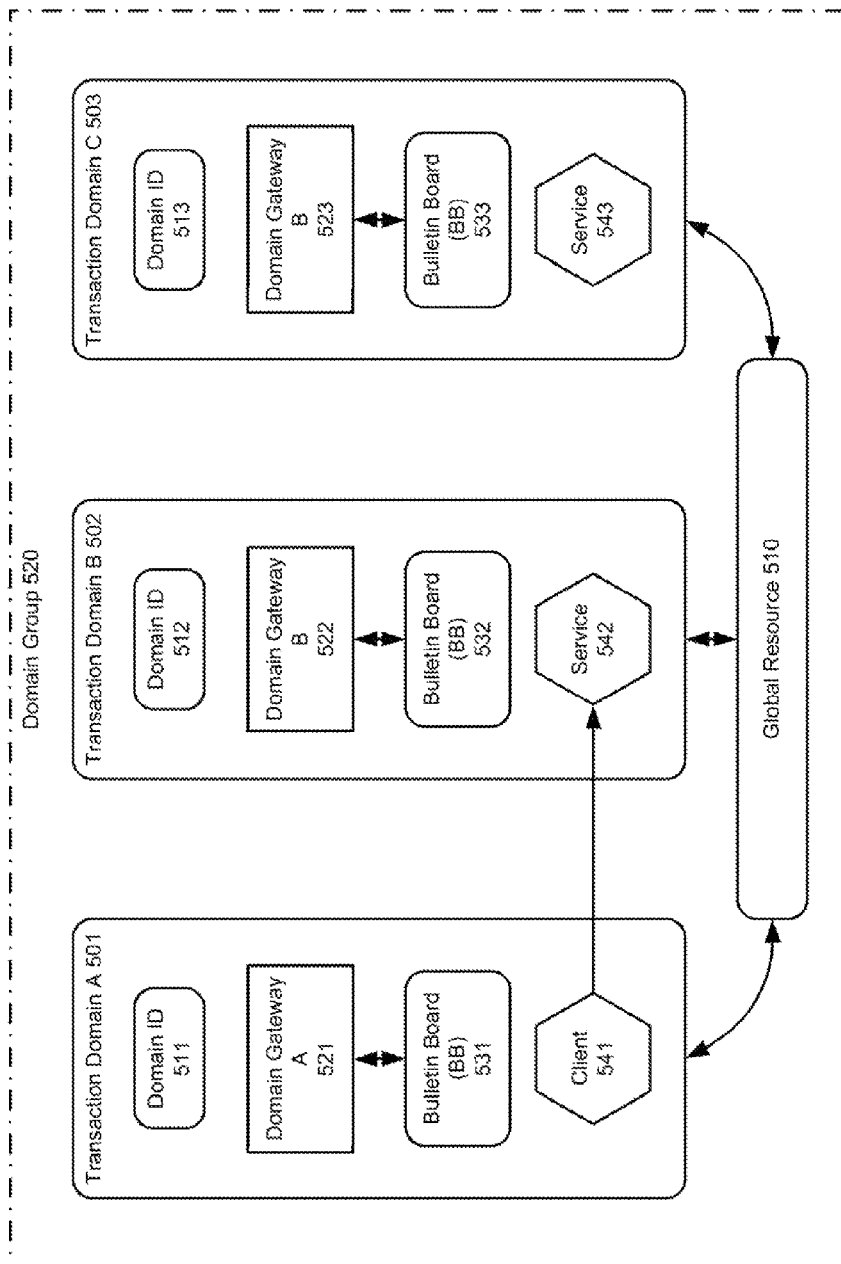 Domain Group 520
Transaction Domain A 501
Domain ID
511
Domain Gateway
A
521
Bulletin Board
(BB)
531
Client
541
Transaction Domain B 502
Domain ID
512
Domain Gateway
B
522
Bulletin Board
(BB)
532
Service
542
Transaction Domain C 503
Domain ID
513
Domain Gateway
B
523
Bulletin Board
(BB)
533
Service
543
Global Resource 510